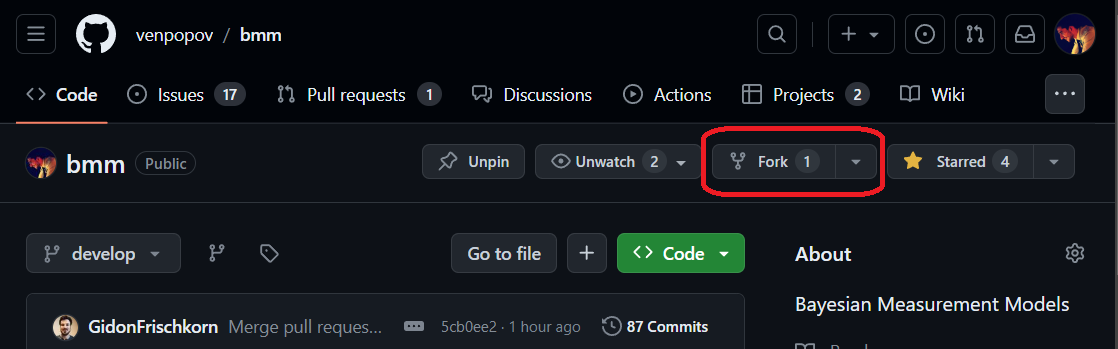 venpopov / bmm
Code Issues 17 Pull requests 1 Discussions Actions Projects 2 Wiki
bmm Public Unpin Unwatch 2 Fork 1 Starred 4
develop Go to file Code About
Bayesian Measurement Models
GidonFrischkorn Merge pull reques... 5cb0ee2 · 1 hour ago 87 Commits